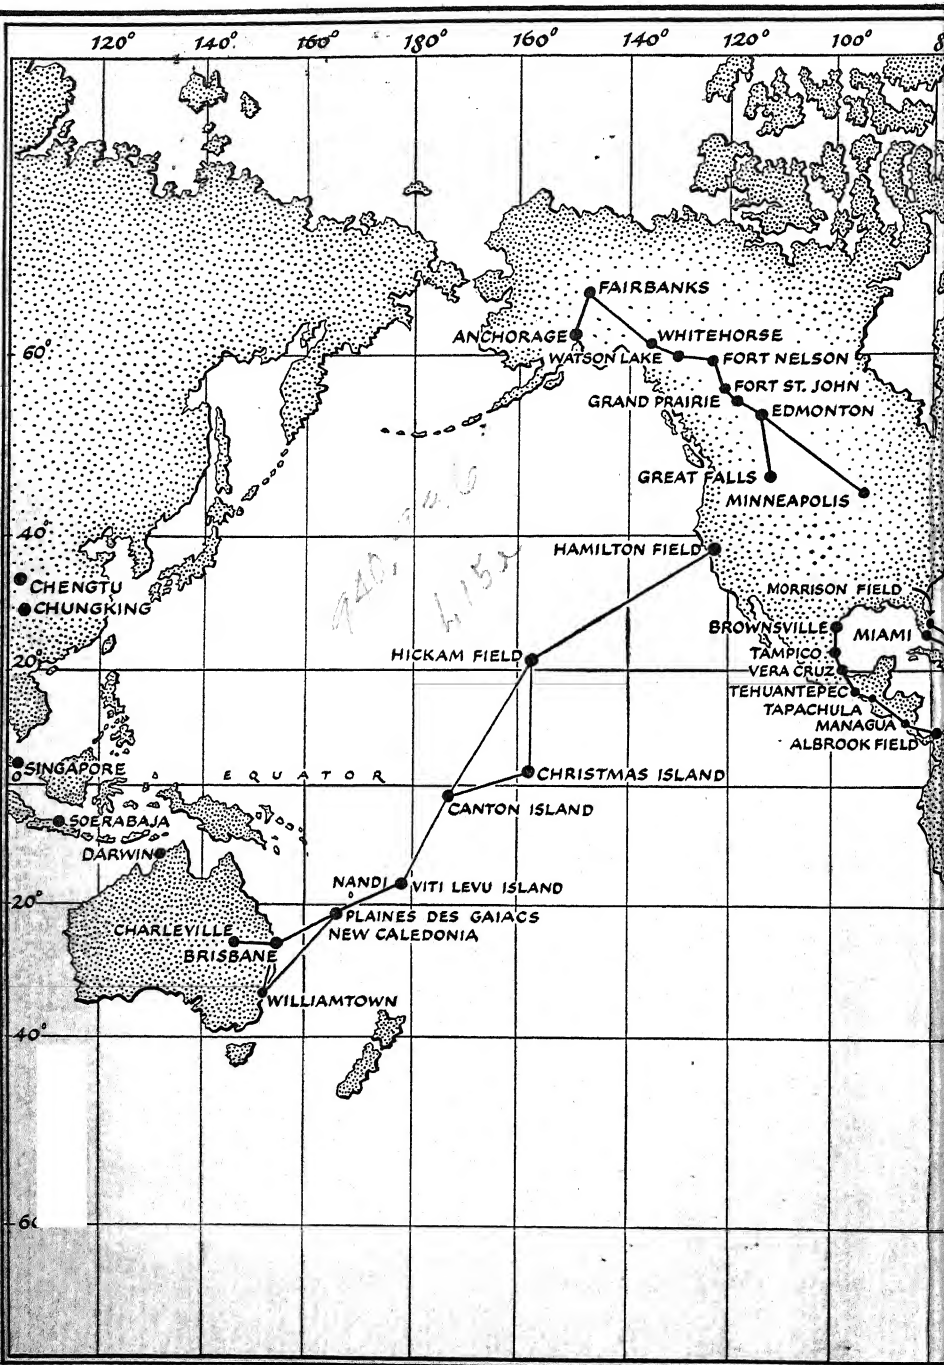 120° 140° 160° 180° 160° 140° 120° 100° 8
FAIRBANKS
ANCHORAGE
WHITEHORSE
60°
WATSON LAKE
FORT NELSON
FORT ST. JOHN
GRAND PRAIRIE
EDMONTON
GREAT FALLS
MINNEAPOLIS
40°
HAMILTON FIELD
CHENGTU
MORRISON FIELD
CHUNGKING
BROWNSVILLE
MIAMI
HICKAM FIELD
TAMPICO
20°
VERA CRUZ
TEHUANTEPEC
TAPACHULA
MANAGUA
ALBROOK FIELD
SINGAPORE
EQUATOR
CHRISTMAS ISLAND
0°
CANTON ISLAND
SOERABAJA
DARWIN
NANDI
VITI LEVU ISLAND
20°
PLAINES DES GAIACS
NEW CALEDONIA
CHARLEVILLE
BRISBANE
WILLIAMTOWN
40°
60